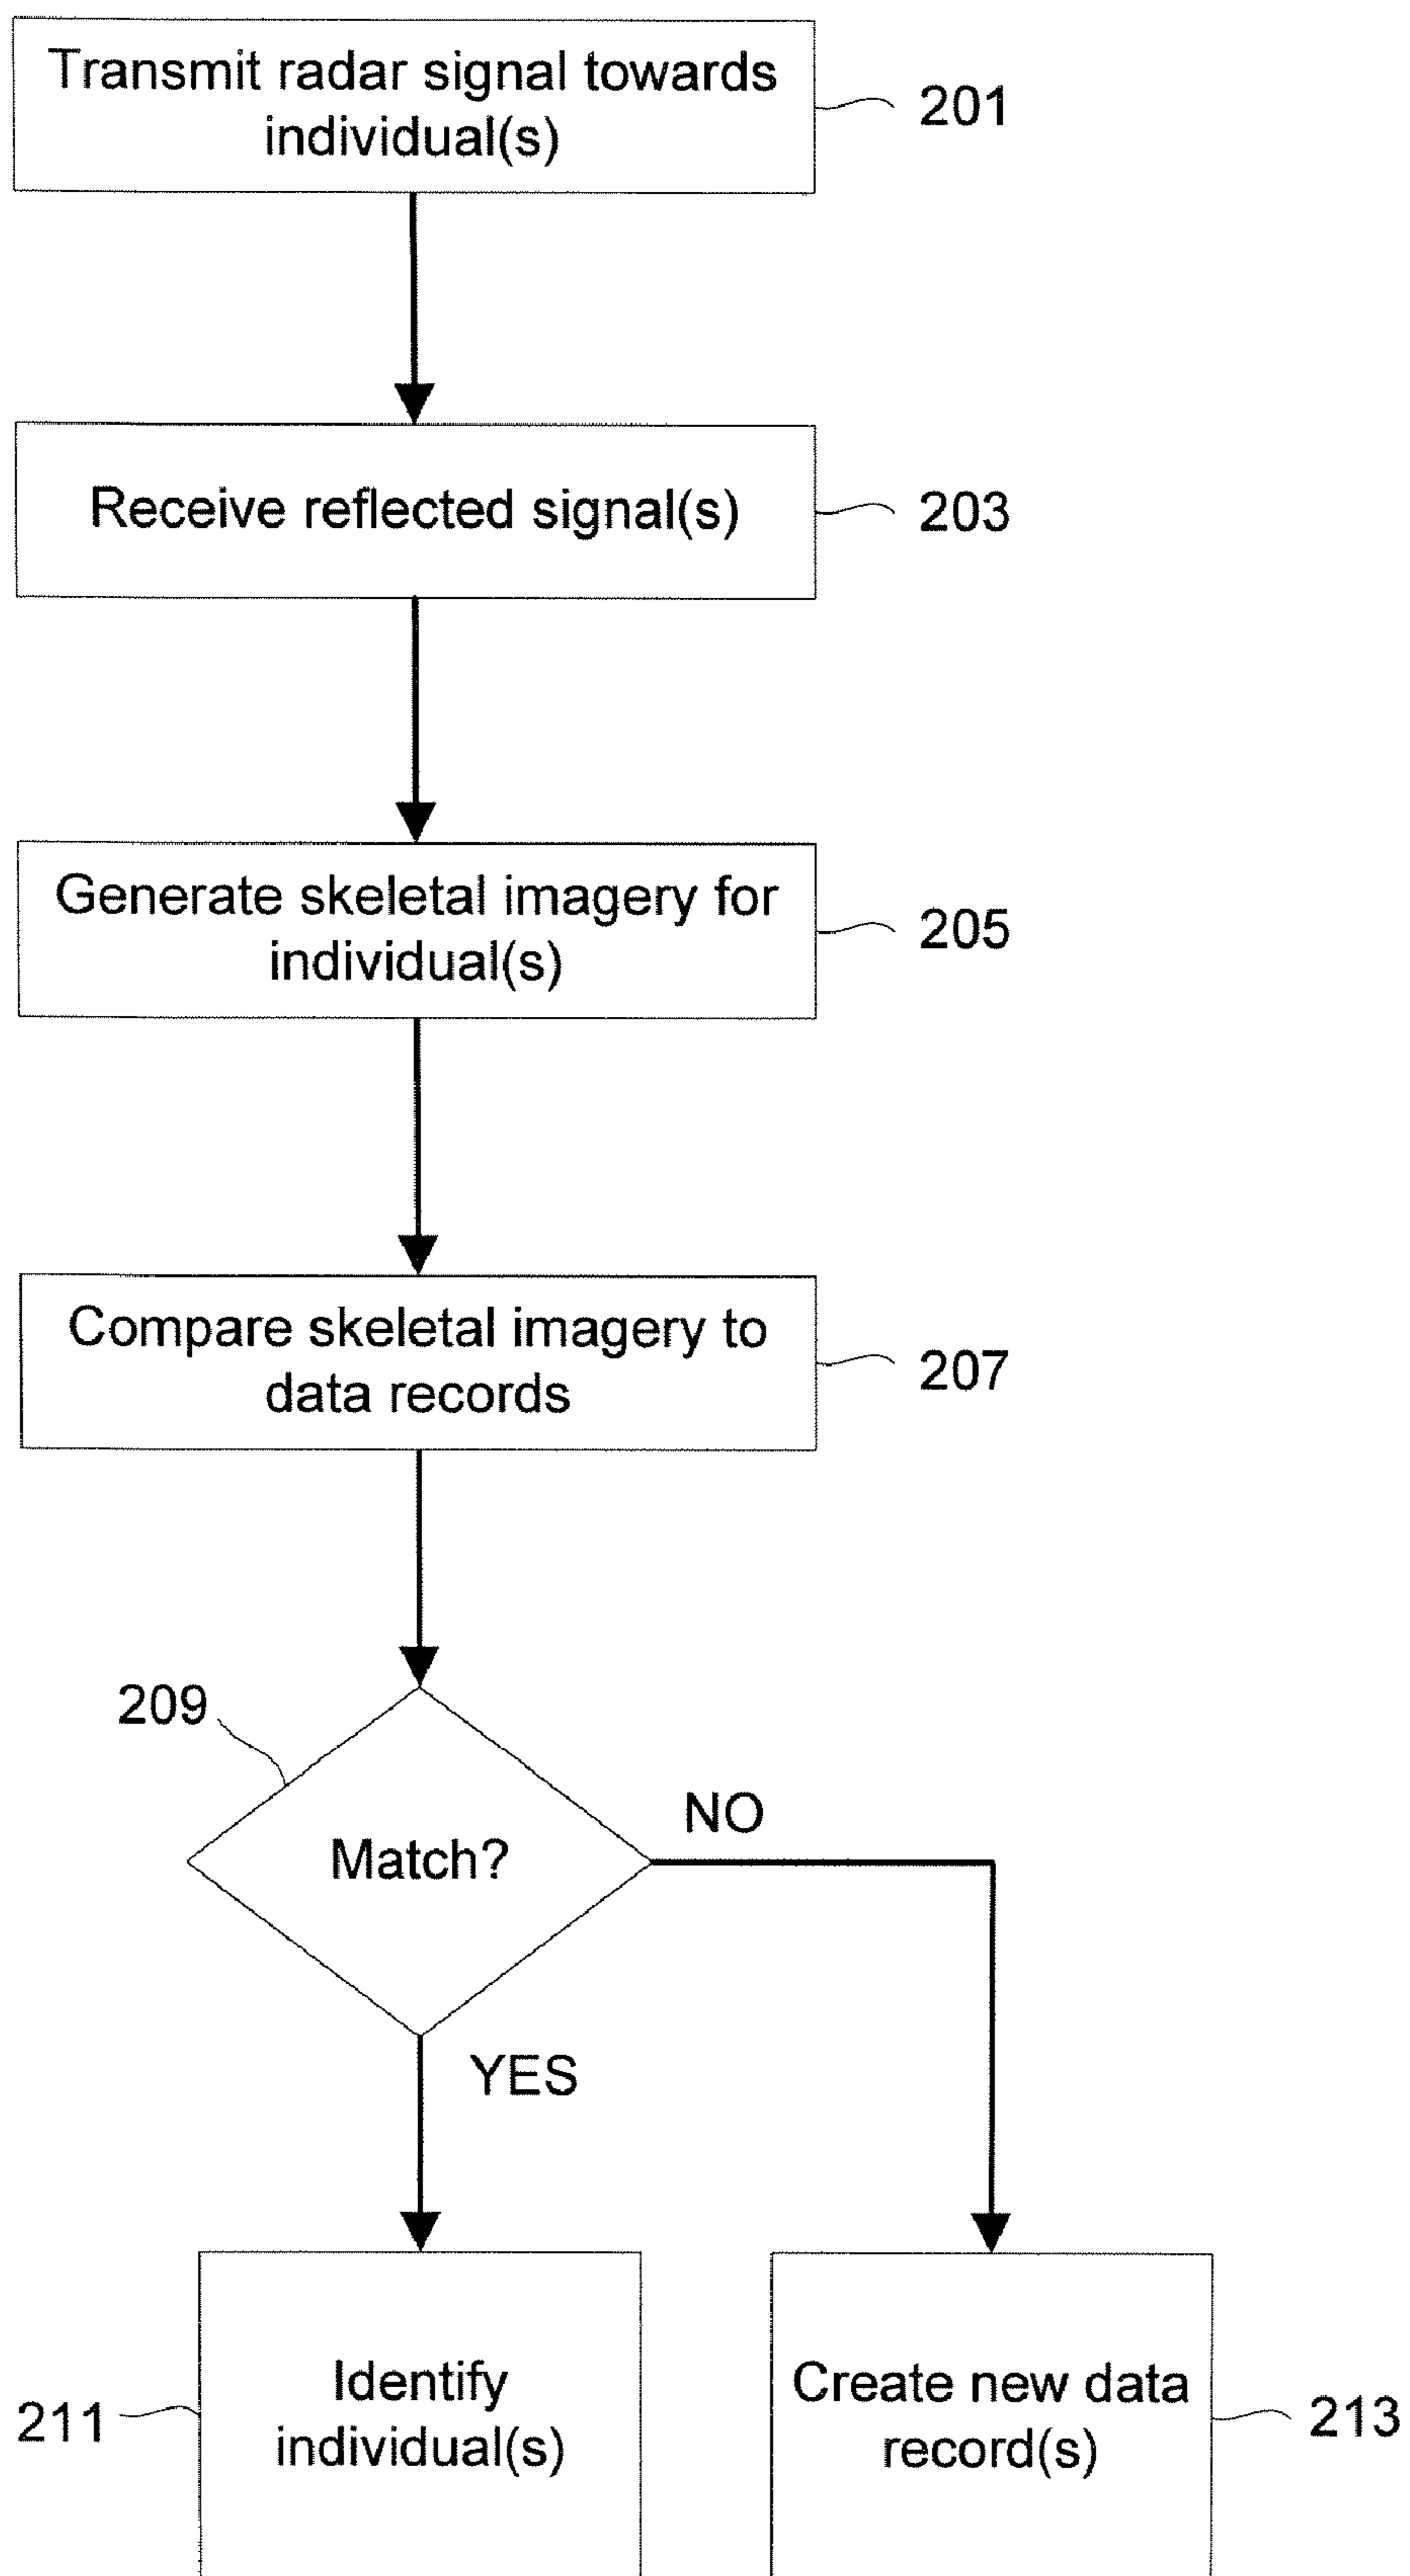 Transmit radar signal towards
individual(s)
201
Receive reflected signal(s)
203
Generate skeletal imagery for
individual(s)
205
Compare skeletal imagery to
data records
207
209
Match?
NO
YES
Identify
individual(s)
211
Create new data
record(s)
213